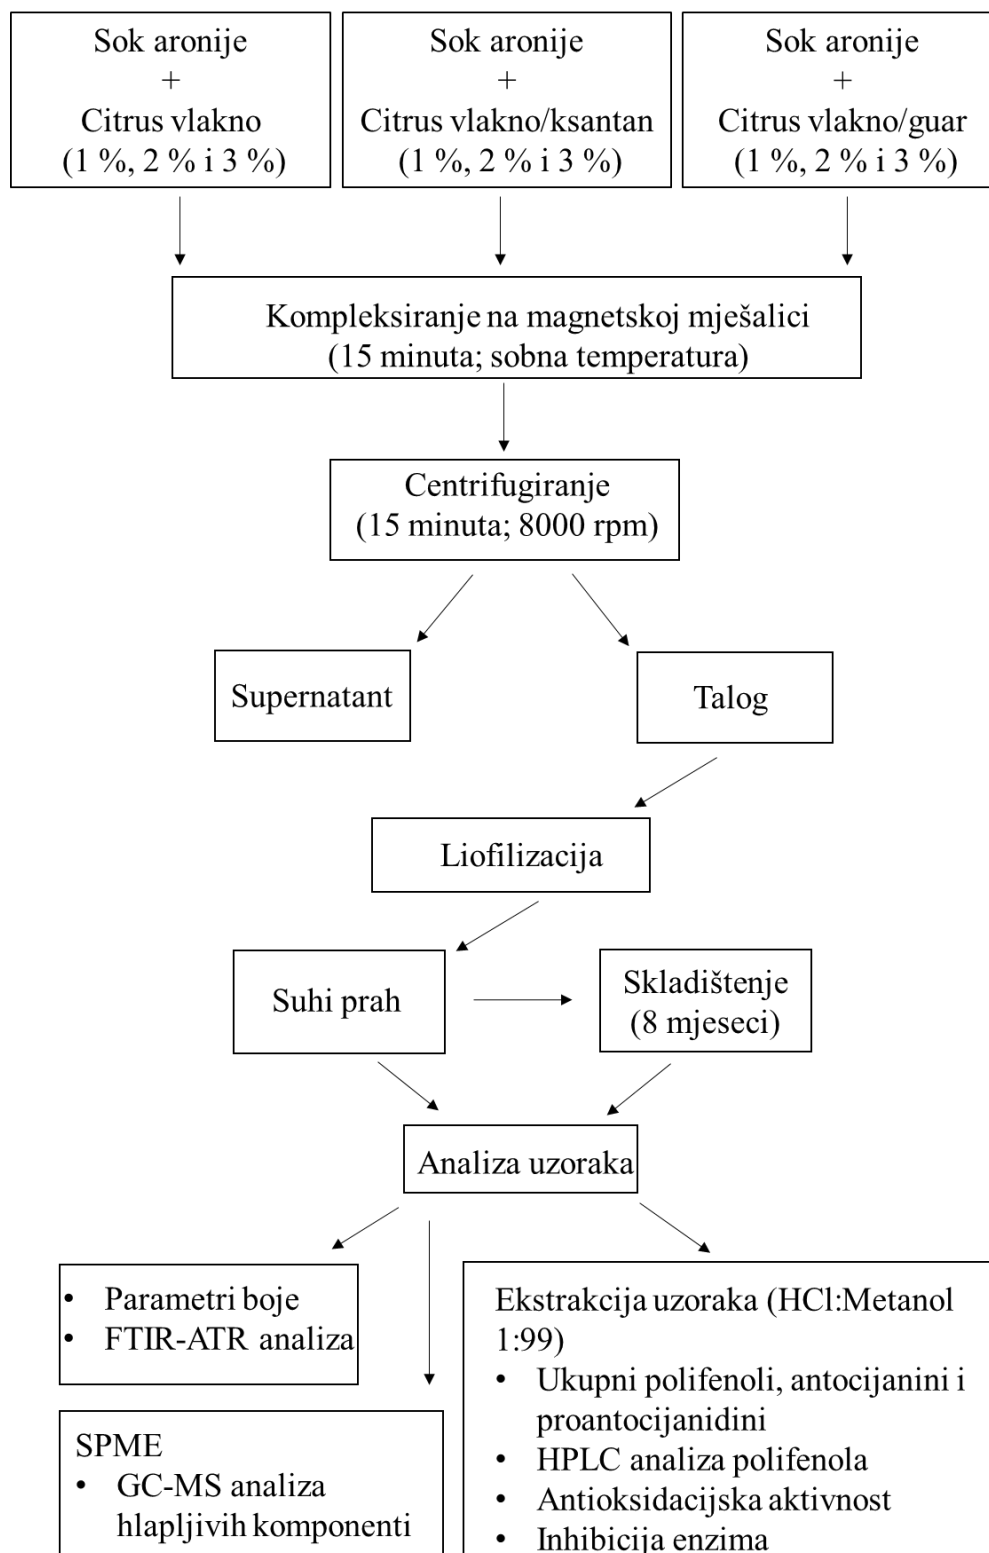 Sok aronije
+
Citrus vlakno
(1 %, 2 % i 3 %)
Sok aronije
+
Citrus vlakno/ksantan
(1 %, 2 % i 3 %)
Sok aronije
+
Citrus vlakno/guar
(1 %, 2 % i 3 %)
Kompleksiranje na magnetskoj mješalici
(15 minuta; sobna temperatura)
Centrifugiranje
(15 minuta; 8000 rpm)
Supernatant
Talog
Liofilizacija
Suhi prah
Skladištenje
(8 mjeseci)
Analiza uzoraka
• Parametri boje
• FTIR-ATR analiza
SPME
• GC-MS analiza
hlapljivih komponenti
Ekstrakcija uzoraka (HCl:Metanol
1:99)
• Ukupni polifenoli, antocijanini i
proantocijanidini
• HPLC analiza polifenola
• Antioksidacijska aktivnost
• Inhibicija enzima